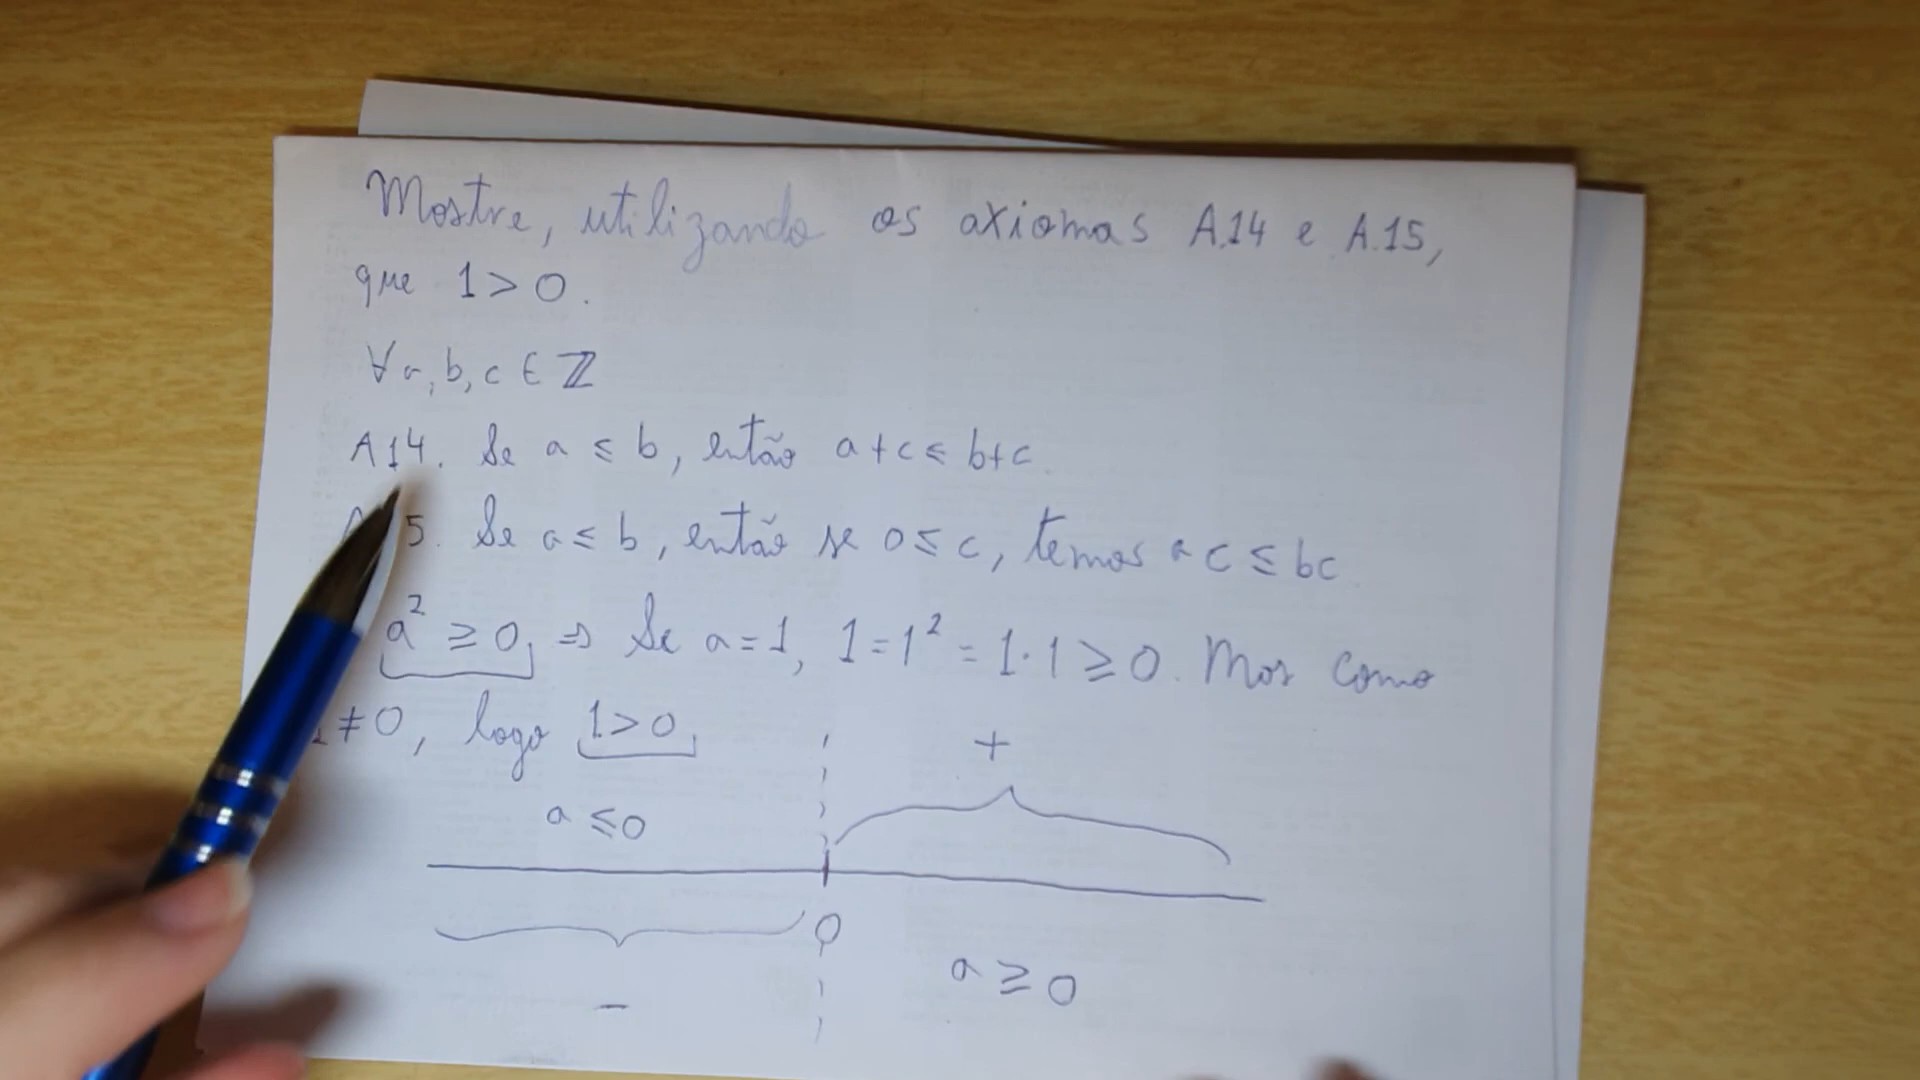 Mostre, utilizando os axiomas A.14 e A.15,
que 1 > 0.
∀a, b, c ∈ ℤ
A14. Se a ≤ b, então a+c ≤ b+c.
5. Se a ≤ b, então se 0 ≤ c, temos ac ≤ bc
a² ≥ 0 ⇒ Se a = 1, 1 = 1² = 1·1 ≥ 0. Mas como
1 ≠ 0, logo 1 > 0
+
a ≤ 0
0
a ≥ 0
−